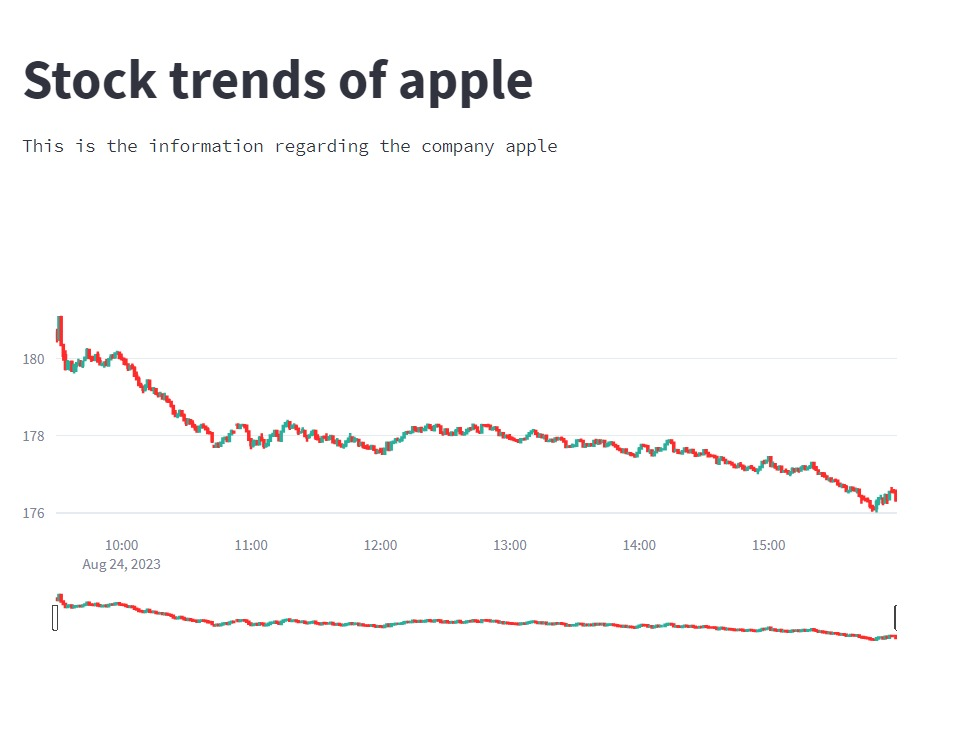 Stock trends of apple
This is the information regarding the company apple
180
178
176
10:00 11:00 12:00 13:00 14:00 15:00
Aug 24, 2023